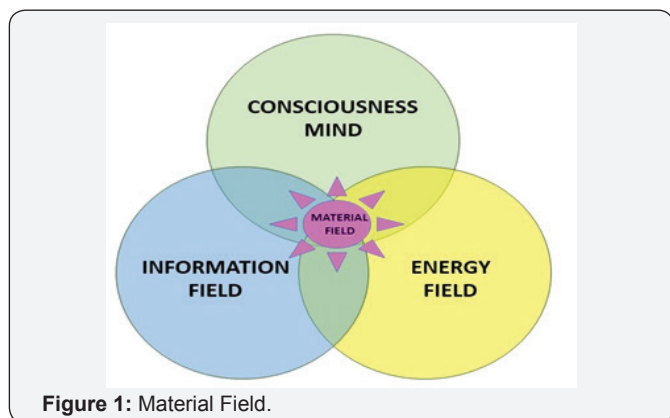 CONSCIOUSNESS
MIND
MATERIAL
FIELD
INFORMATION
FIELD
ENERGY
FIELD
Figure 1: Material Field.